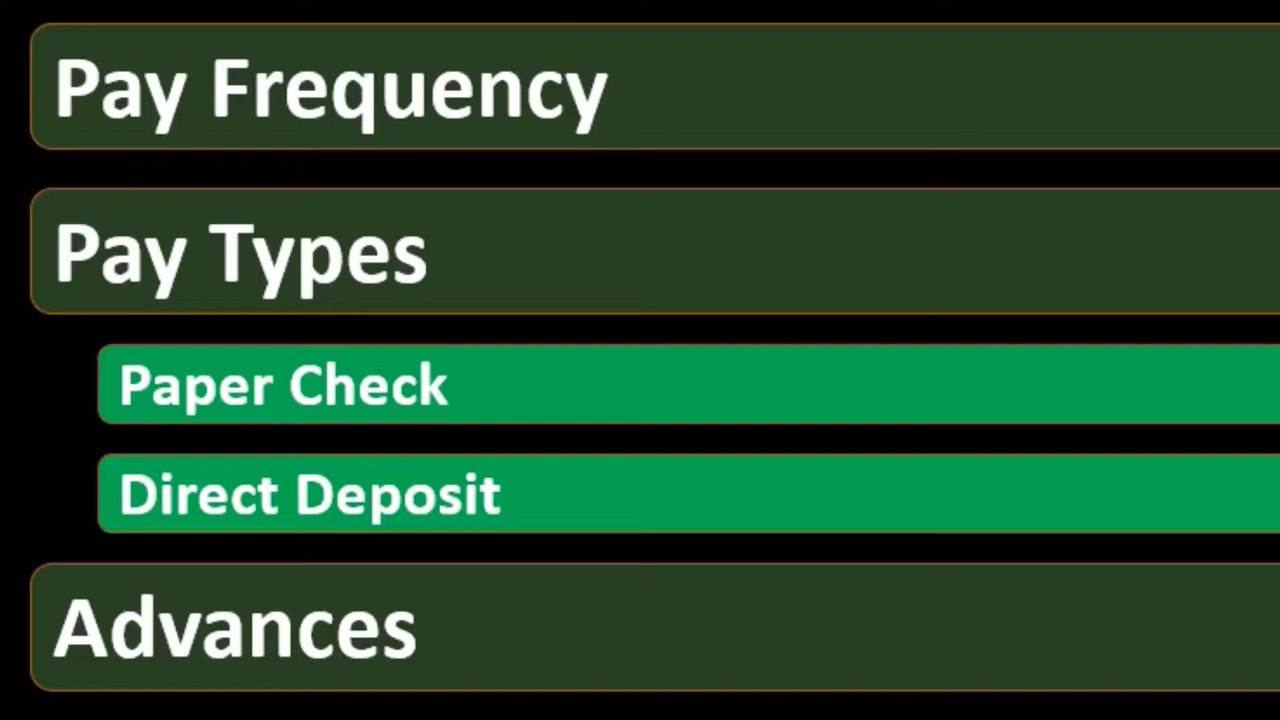 Pay Frequency
Pay Types
Paper Check
Direct Deposit
Advances